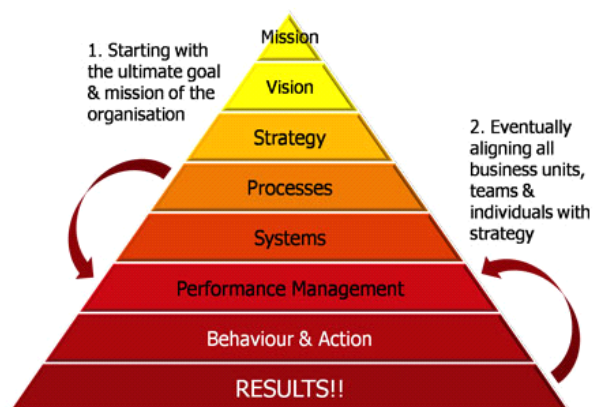 Mission
1. Starting with
the ultimate goal
& mission of the
organisation
Vision
Strategy
2. Eventually
aligning all
business units,
teams &
individuals with
strategy
Processes
Systems
Performance Management
Behaviour & Action
RESULTS!!